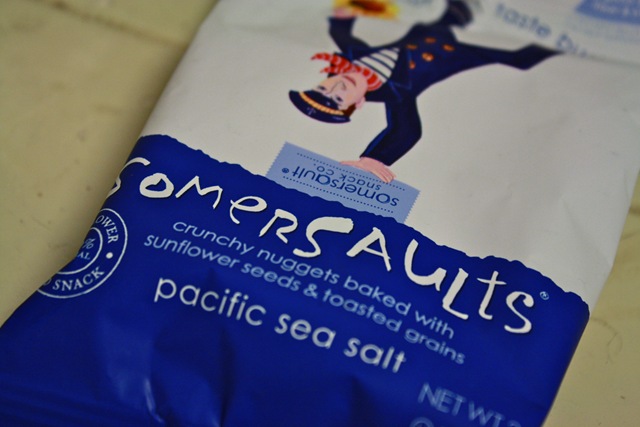 taste
somersault®
snack co.
SOMERSAULTS®
crunchy nuggets baked with
sunflower seeds & toasted grains
pacific sea salt
SNACK
NET WT